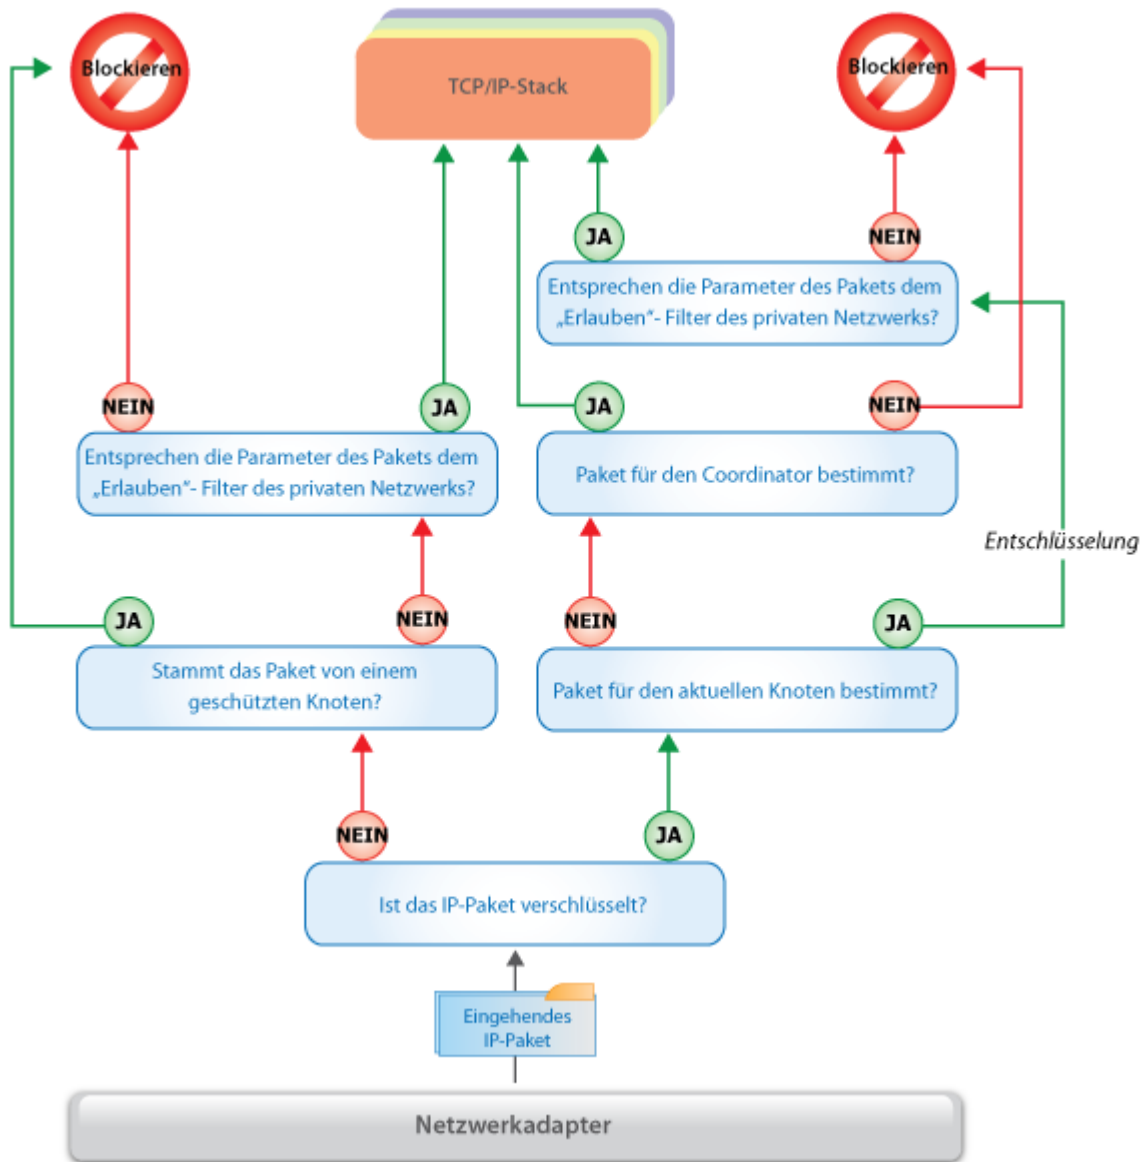 Blockieren
TCP/IP-Stack
Blockieren
JA
NEIN
Entsprechen die Parameter des Pakets dem
„Erlauben“- Filter des privaten Netzwerks?
NEIN
JA
JA
NEIN
Entsprechen die Parameter des Pakets dem
„Erlauben“- Filter des privaten Netzwerks?
Paket für den Coordinator bestimmt?
Entschlüsselung
JA
NEIN
NEIN
JA
Stammt das Paket von einem
geschützten Knoten?
Paket für den aktuellen Knoten bestimmt?
NEIN
JA
Ist das IP-Paket verschlüsselt?
Eingehendes
IP-Paket
Netzwerkadapter